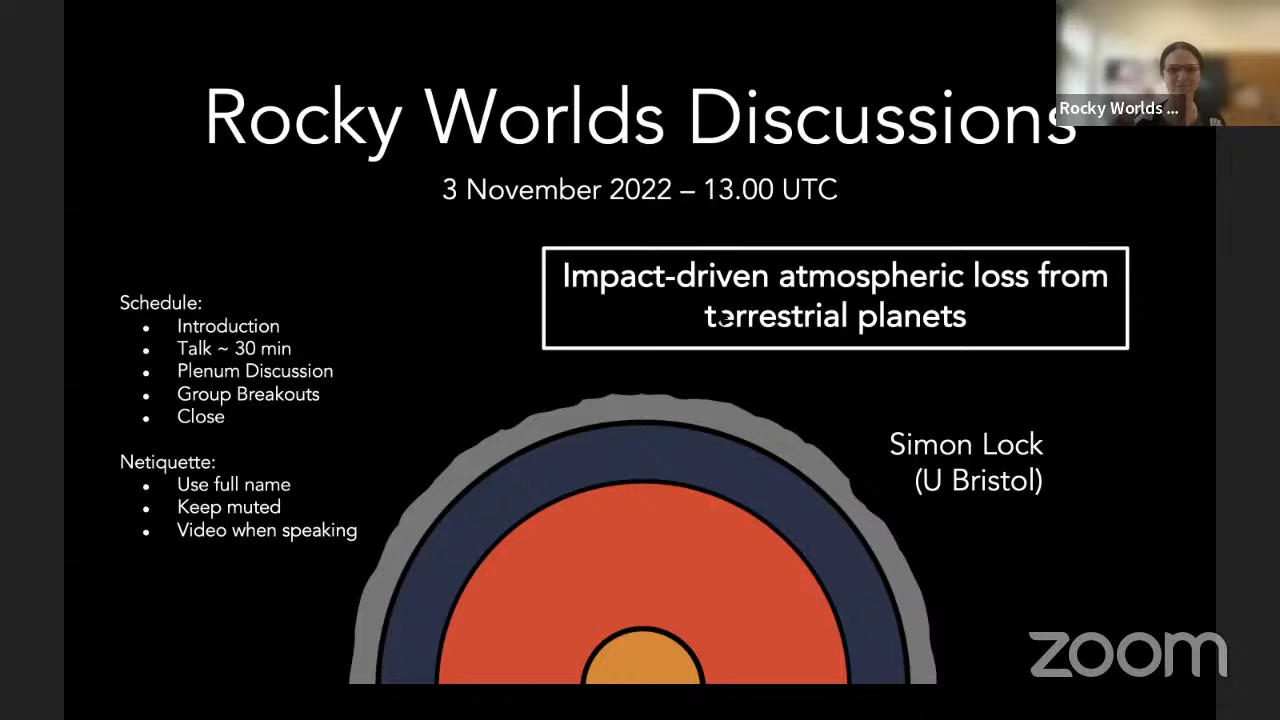 Rocky Worlds Discussions
Rocky Worlds ...
3 November 2022 – 13.00 UTC
Impact-driven atmospheric loss from
terrestrial planets
Schedule:
• Introduction
• Talk ~ 30 min
• Plenum Discussion
• Group Breakouts
• Close
Netiquette:
• Use full name
• Keep muted
• Video when speaking
Simon Lock
(U Bristol)
zoom